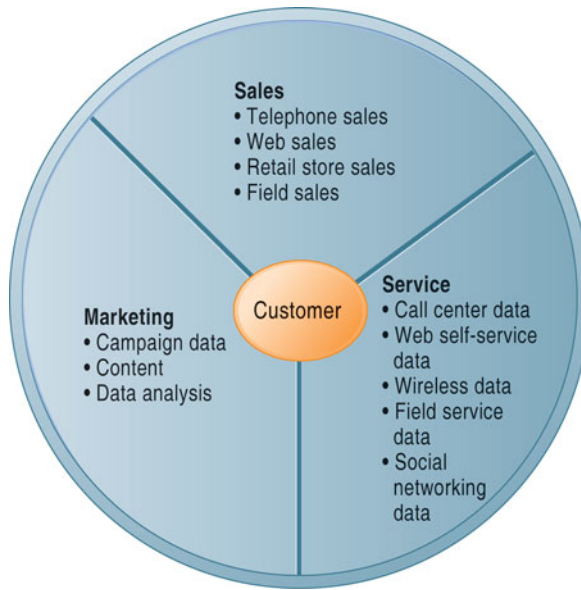 Sales
• Telephone sales
• Web sales
• Retail store sales
• Field sales
Customer
Marketing
• Campaign data
• Content
• Data analysis
Service
• Call center data
• Web self-service
data
• Wireless data
• Field service
data
• Social
networking
data